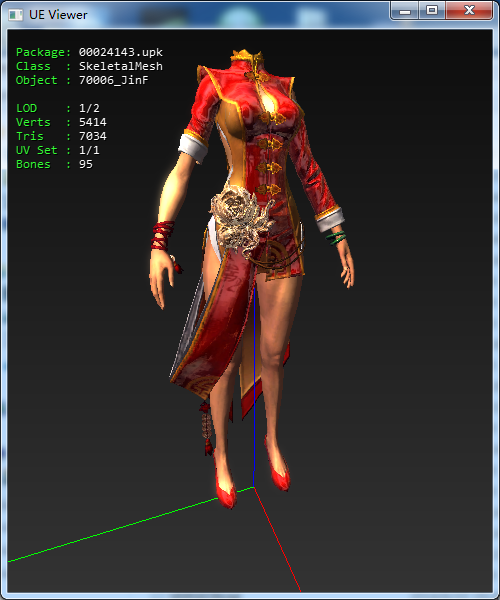 UE Viewer
Package: 00024143.upk
Class : SkeletalMesh
Object : 70006_JinF
LOD : 1/2
Verts : 5414
Tris : 7034
UV Set : 1/1
Bones : 95